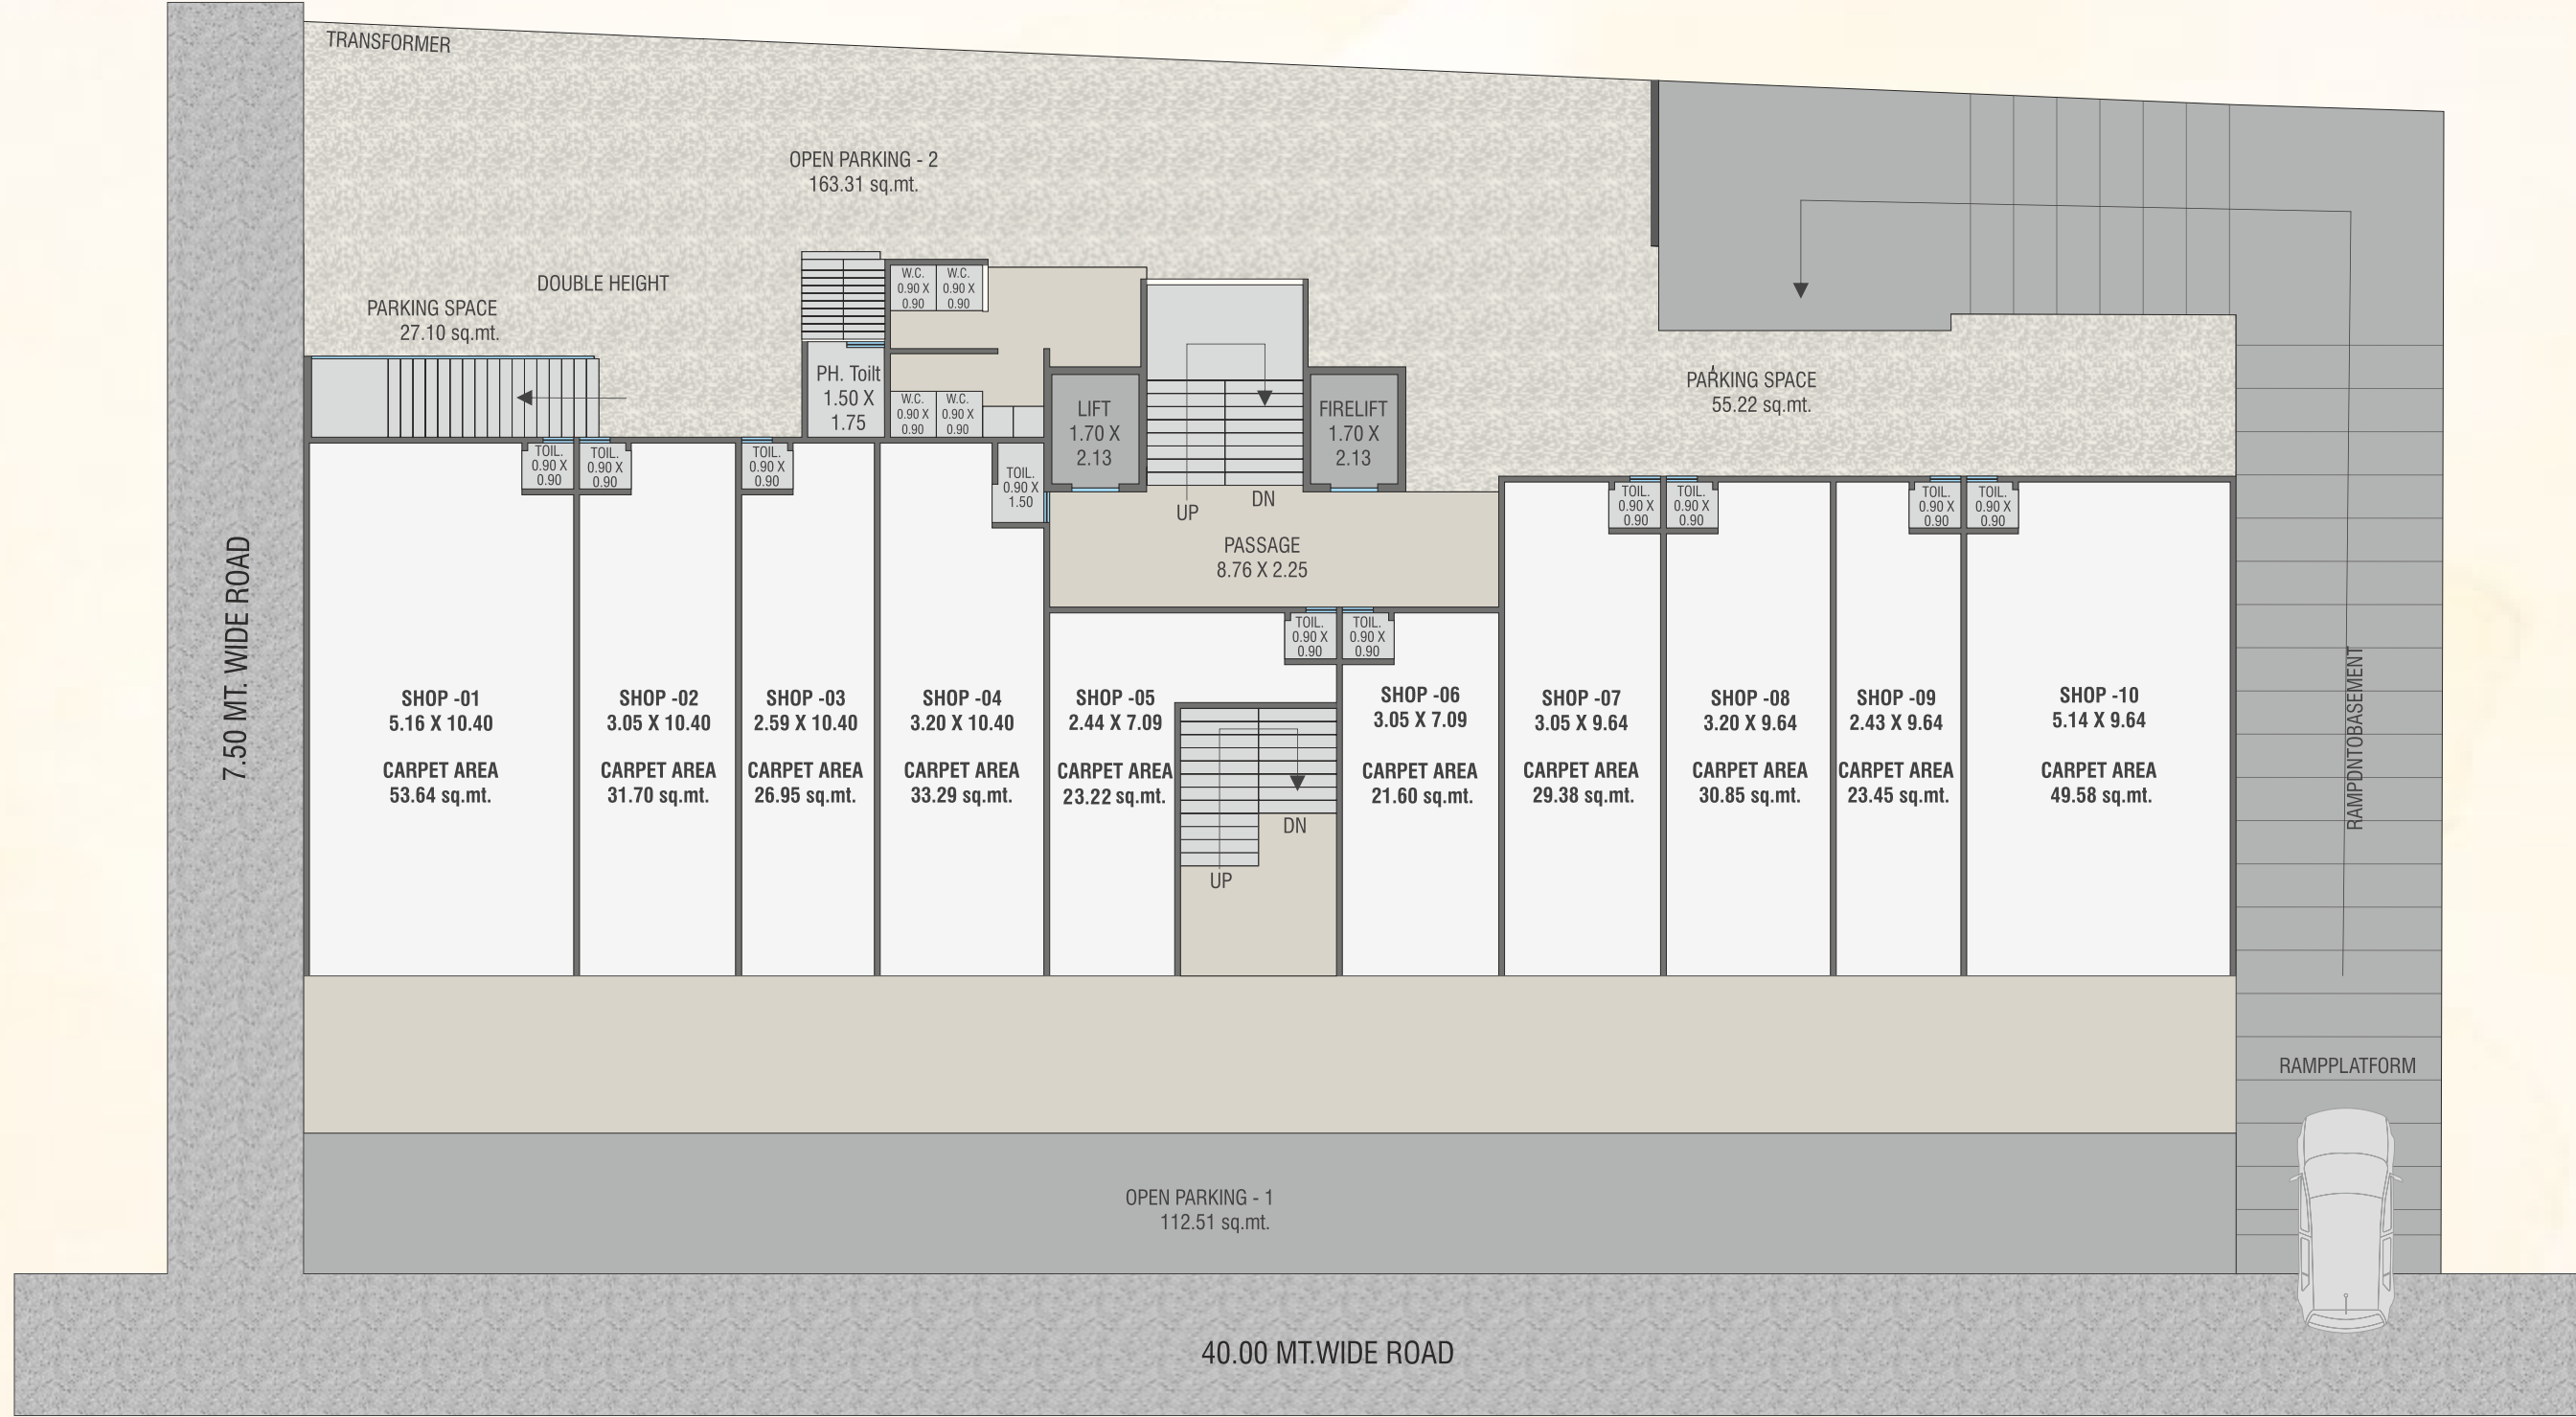 TRANSFORMER
OPEN PARKING - 2
163.31 sq.mt.
DOUBLE HEIGHT
PARKING SPACE
27.10 sq.mt.
W.C.
0.90 X
0.90
W.C.
0.90 X
0.90
PH. Toilt
1.50 X
1.75
W.C.
0.90 X
0.90
W.C.
0.90 X
0.90
LIFT
1.70 X
2.13
FIRELIFT
1.70 X
2.13
PARKING SPACE
55.22 sq.mt.
TOIL.
0.90 X
0.90
TOIL.
0.90 X
0.90
TOIL.
0.90 X
0.90
TOIL.
0.90 X
1.50
UP
DN
PASSAGE
8.76 X 2.25
TOIL.
0.90 X
0.90
TOIL.
0.90 X
0.90
TOIL.
0.90 X
0.90
TOIL.
0.90 X
0.90
TOIL.
0.90 X
0.90
TOIL.
0.90 X
0.90
7.50 MT. WIDE ROAD
SHOP -01
5.16 X 10.40
CARPET AREA
53.64 sq.mt.
SHOP -02
3.05 X 10.40
CARPET AREA
31.70 sq.mt.
SHOP -03
2.59 X 10.40
CARPET AREA
26.95 sq.mt.
SHOP -04
3.20 X 10.40
CARPET AREA
33.29 sq.mt.
SHOP -05
2.44 X 7.09
CARPET AREA
23.22 sq.mt.
DN
UP
SHOP -06
3.05 X 7.09
CARPET AREA
21.60 sq.mt.
SHOP -07
3.05 X 9.64
CARPET AREA
29.38 sq.mt.
SHOP -08
3.20 X 9.64
CARPET AREA
30.85 sq.mt.
SHOP -09
2.43 X 9.64
CARPET AREA
23.45 sq.mt.
SHOP -10
5.14 X 9.64
CARPET AREA
49.58 sq.mt.
RAMPDNTOBASEMENT
RAMPPLATFORM
OPEN PARKING - 1
112.51 sq.mt.
40.00 MT.WIDE ROAD